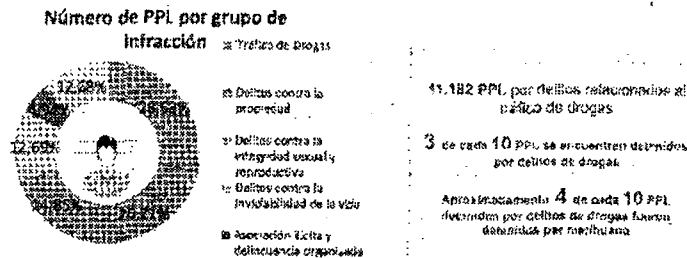 Número de PPL por grupo de
infracción
Tráfico de Drogas
Delitos contra la
propiedad
Delitos contra la
integridad sexual y
reproductiva
Delitos contra la
inviolabilidad de la vida
Asociación ilícita y
delincuencia organizada
12.68%
12.69%
11.182 PPL por delitos relacionados al
tráfico de drogas
3 de cada 10 PPL se encuentran detenidos
por delitos de drogas
Aproximadamente 4 de cada 10 PPL
detenidos por delitos de drogas fueron
detenidos por marihuana